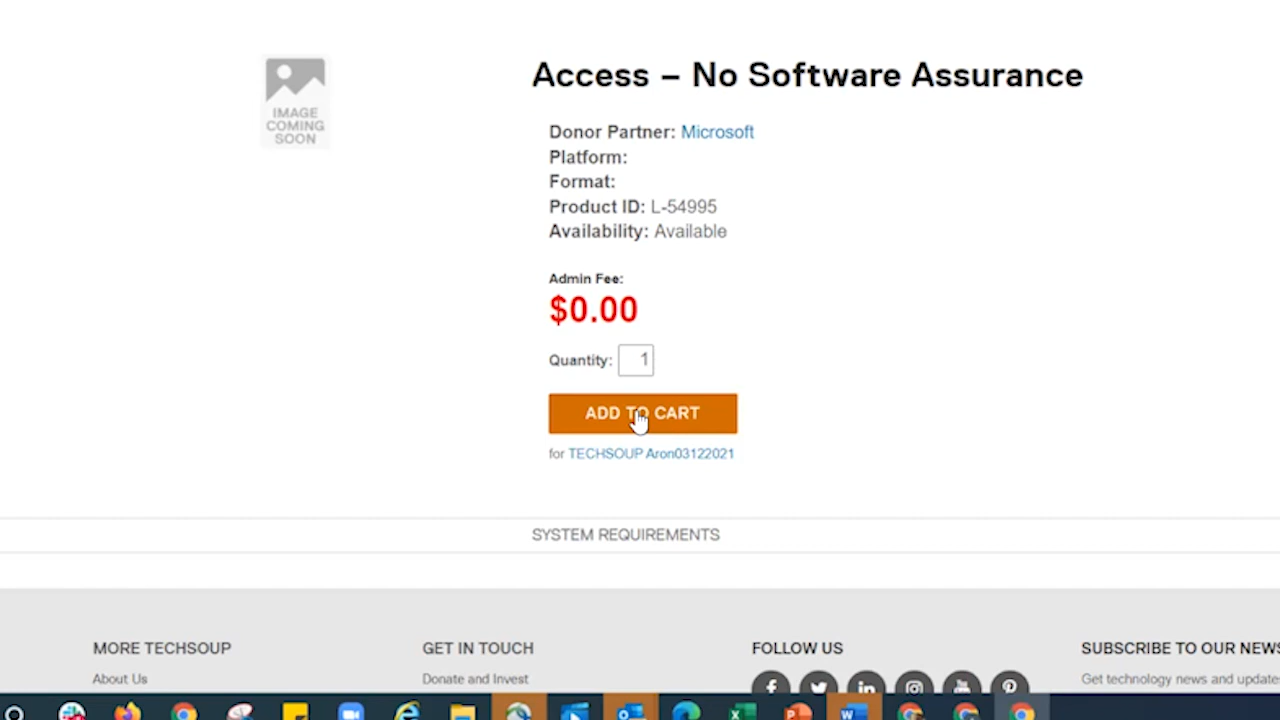 IMAGE
COMING
SOON
Access – No Software Assurance
Donor Partner: Microsoft
Platform:
Format:
Product ID: L-54995
Availability: Available
Admin Fee:
$0.00
Quantity: 1
ADD TO CART
for TECHSOUP Aron03122021
SYSTEM REQUIREMENTS
MORE TECHSOUP
About Us
GET IN TOUCH
Donate and Invest
FOLLOW US
SUBSCRIBE TO OUR NEWS
Get technology news and update